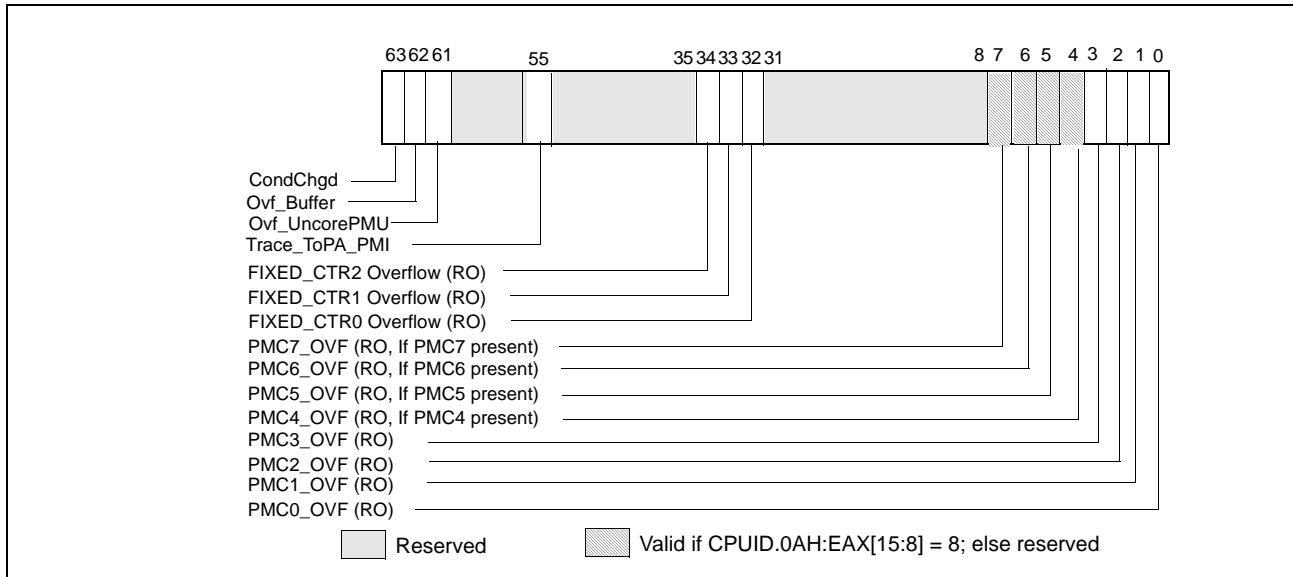 63 62 61 55 35 34 33 32 31 8 7 6 5 4 3 2 1 0
CondChgd
Ovf_Buffer
Ovf_UncorePMU
Trace_ToPA_PMI
FIXED_CTR2 Overflow (RO)
FIXED_CTR1 Overflow (RO)
FIXED_CTR0 Overflow (RO)
PMC7_OVF (RO, If PMC7 present)
PMC6_OVF (RO, If PMC6 present)
PMC5_OVF (RO, If PMC5 present)
PMC4_OVF (RO, If PMC4 present)
PMC3_OVF (RO)
PMC2_OVF (RO)
PMC1_OVF (RO)
PMC0_OVF (RO)
Reserved Valid if CPUID.0AH:EAX[15:8] = 8; else reserved